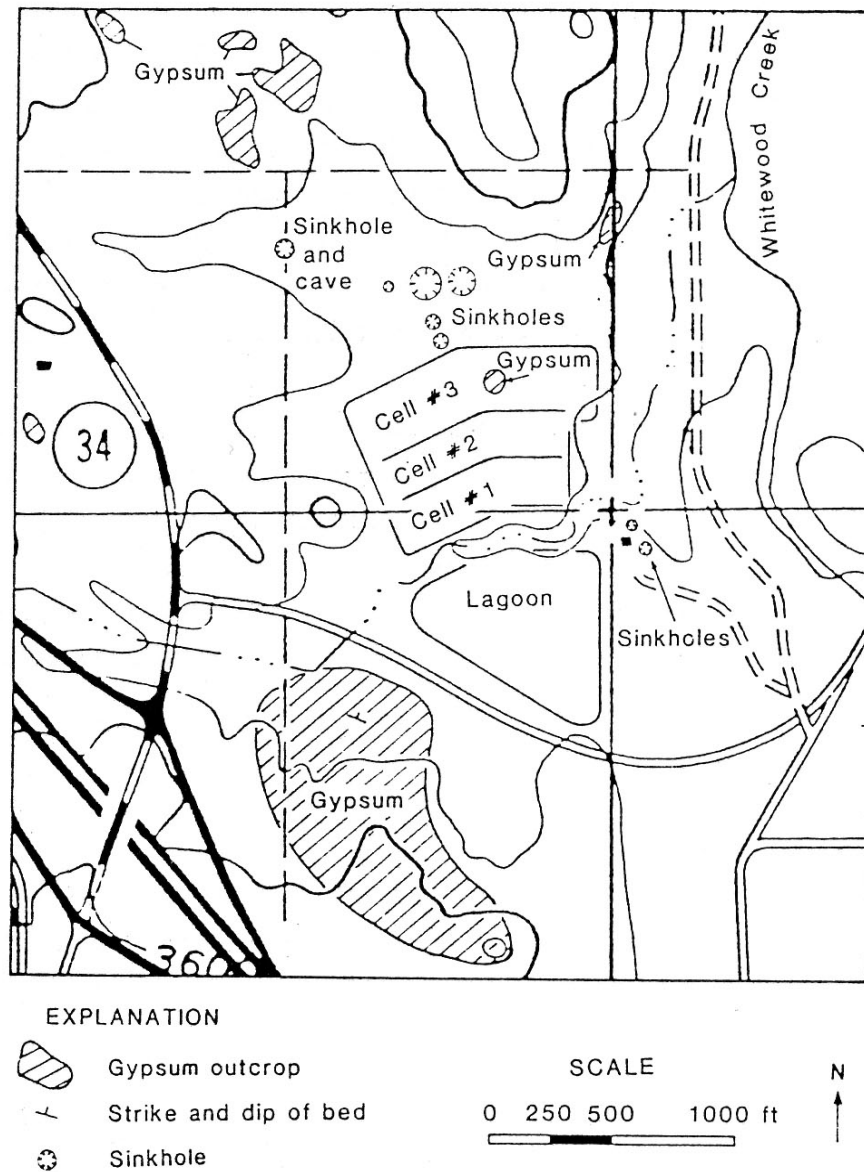 Gypsum
Whitewood Creek
Sinkhole
and
cave
Gypsum
Sinkholes
Gypsum
Cell #3
34
Cell #2
Cell #1
Lagoon
Sinkholes
Gypsum
360
EXPLANATION
Gypsum outcrop
Strike and dip of bed
Sinkhole
SCALE
0 250 500 1000 ft
N